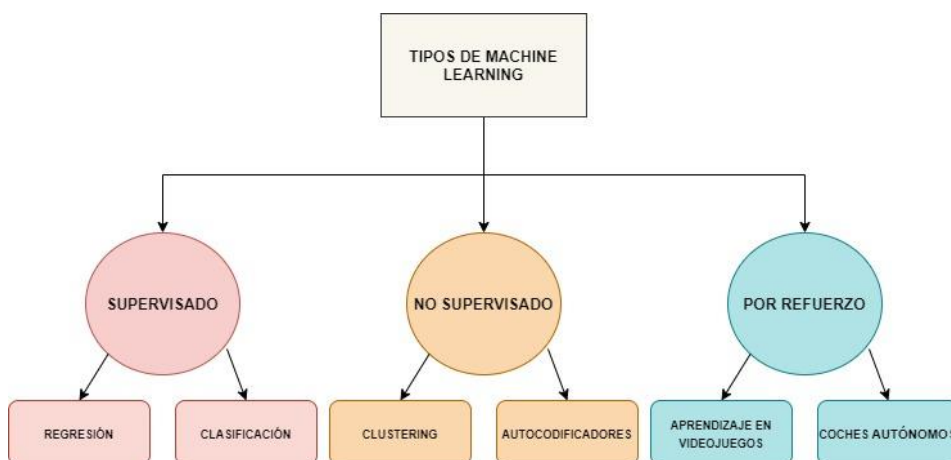 TIPOS DE MACHINE
LEARNING
SUPERVISADO
NO SUPERVISADO
POR REFUERZO
REGRESIÓN
CLASIFICACIÓN
CLUSTERING
AUTOCODIFICADORES
APRENDIZAJE EN
VIDEOJUEGOS
COCHES AUTÓNOMOS